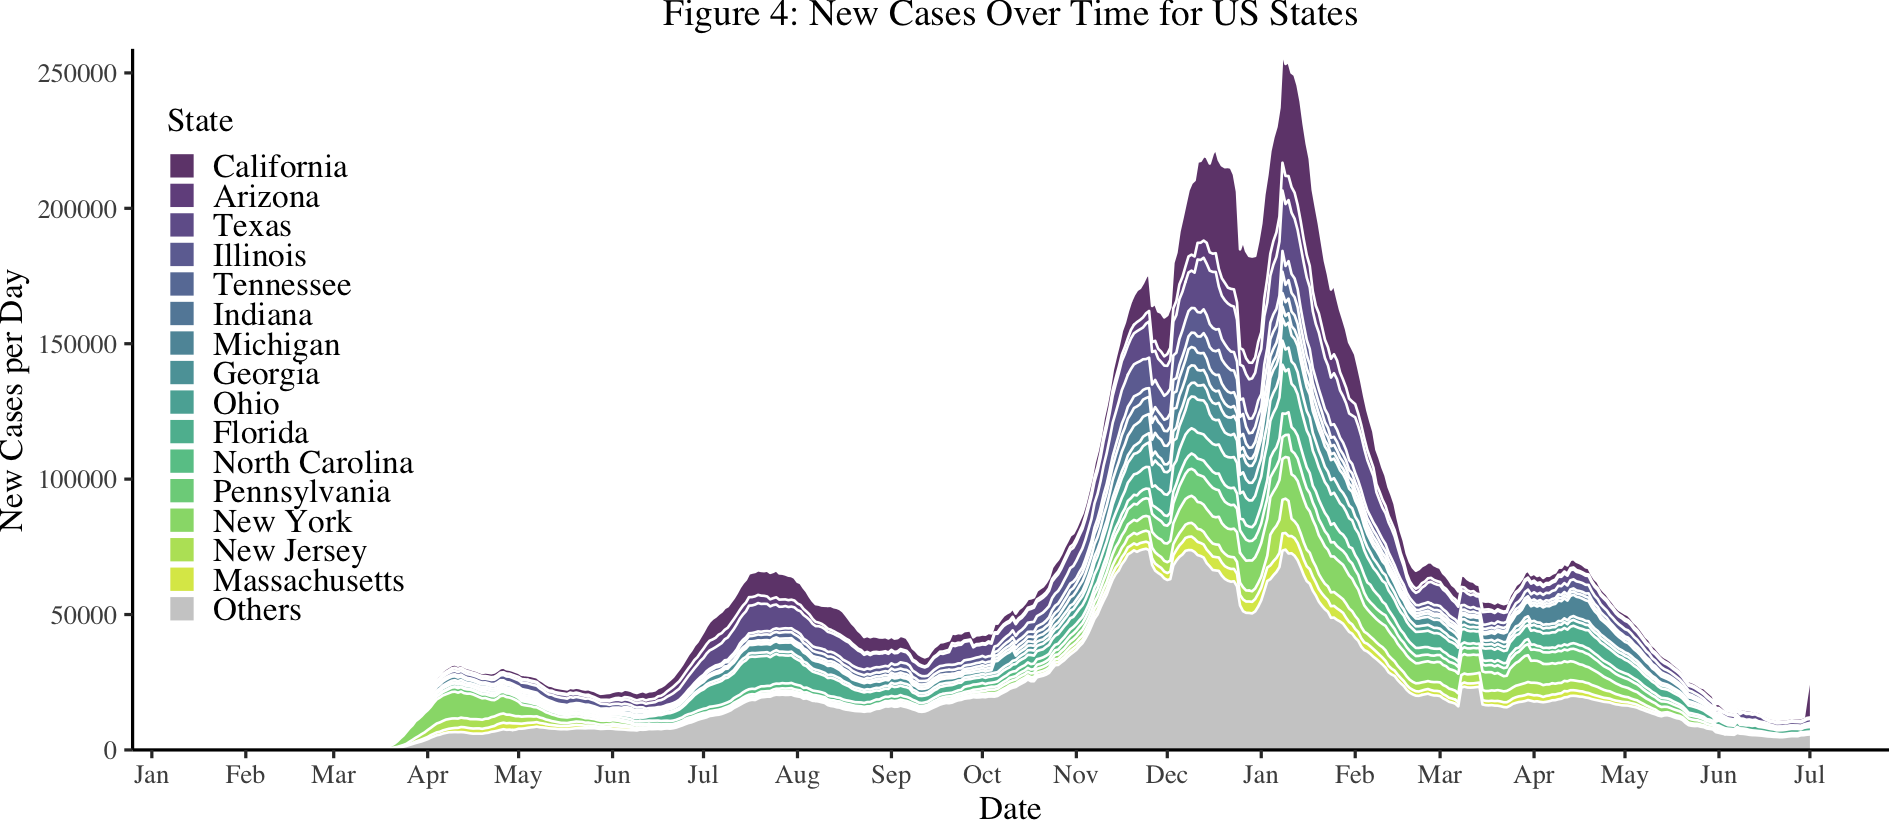 Figure 4: New Cases Over Time for US States
New Cases per Day
250000
200000
150000
100000
50000
0
State
California
Arizona
Texas
Illinois
Tennessee
Indiana
Michigan
Georgia
Ohio
Florida
North Carolina
Pennsylvania
New York
New Jersey
Massachusetts
Others
Jan Feb Mar Apr May Jun Jul Aug Sep Oct Nov Dec Jan Feb Mar Apr May Jun Jul
Date